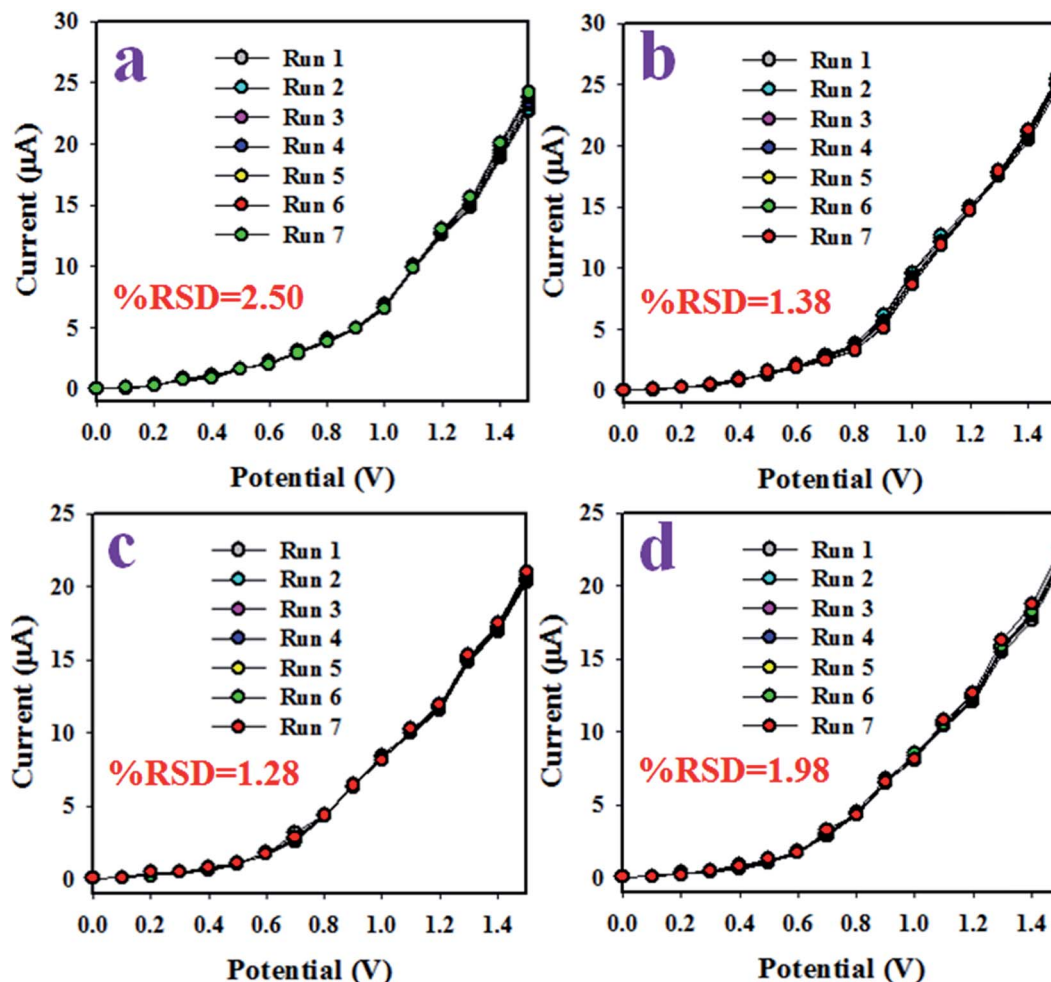 a
30
25
20
15
10
5
0
Current (µA)
Run 1
Run 2
Run 3
Run 4
Run 5
Run 6
Run 7
%RSD=2.50
0.0 0.2 0.4 0.6 0.8 1.0 1.2 1.4
Potential (V)
b
30
25
20
15
10
5
0
Current (µA)
Run 1
Run 2
Run 3
Run 4
Run 5
Run 6
Run 7
%RSD=1.38
0.0 0.2 0.4 0.6 0.8 1.0 1.2 1.4
Potential (V)
c
25
20
15
10
5
0
Current (µA)
Run 1
Run 2
Run 3
Run 4
Run 5
Run 6
Run 7
%RSD=1.28
0.0 0.2 0.4 0.6 0.8 1.0 1.2 1.4
Potential (V)
d
25
20
15
10
5
0
Current (µA)
Run 1
Run 2
Run 3
Run 4
Run 5
Run 6
Run 7
%RSD=1.98
0.0 0.2 0.4 0.6 0.8 1.0 1.2 1.4
Potential (V)